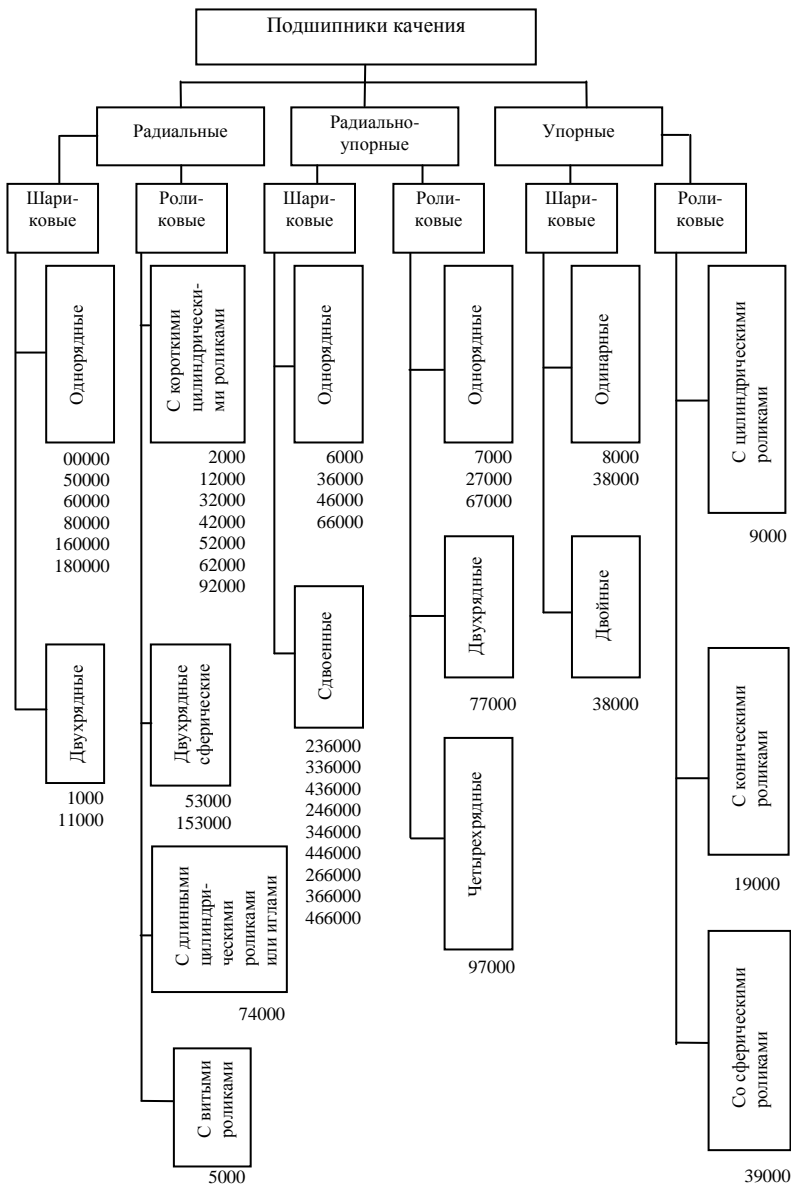 Подшипники качения
Радиальные
Радиально-
упорные
Упорные
Шари-
ковые
Роли-
ковые
Шари-
ковые
Роли-
ковые
Шари-
ковые
Роли-
ковые
Однорядные
00000
50000
60000
80000
160000
180000
Двухрядные
1000
11000
С короткими
цилиндрически-
ми роликами
2000
12000
32000
42000
52000
62000
92000
Двухрядные
сферические
53000
153000
С длинными
цилиндри-
ческими
роликами
или иглами
74000
С витыми
роликами
5000
Однорядные
6000
36000
46000
66000
Сдвоенные
236000
336000
436000
246000
346000
446000
266000
366000
466000
Однорядные
7000
27000
67000
Двухрядные
77000
Четырехрядные
97000
Одинарные
8000
38000
Двойные
38000
С цилиндрическими
роликами
9000
С коническими
роликами
19000
Со сферическими
роликами
39000